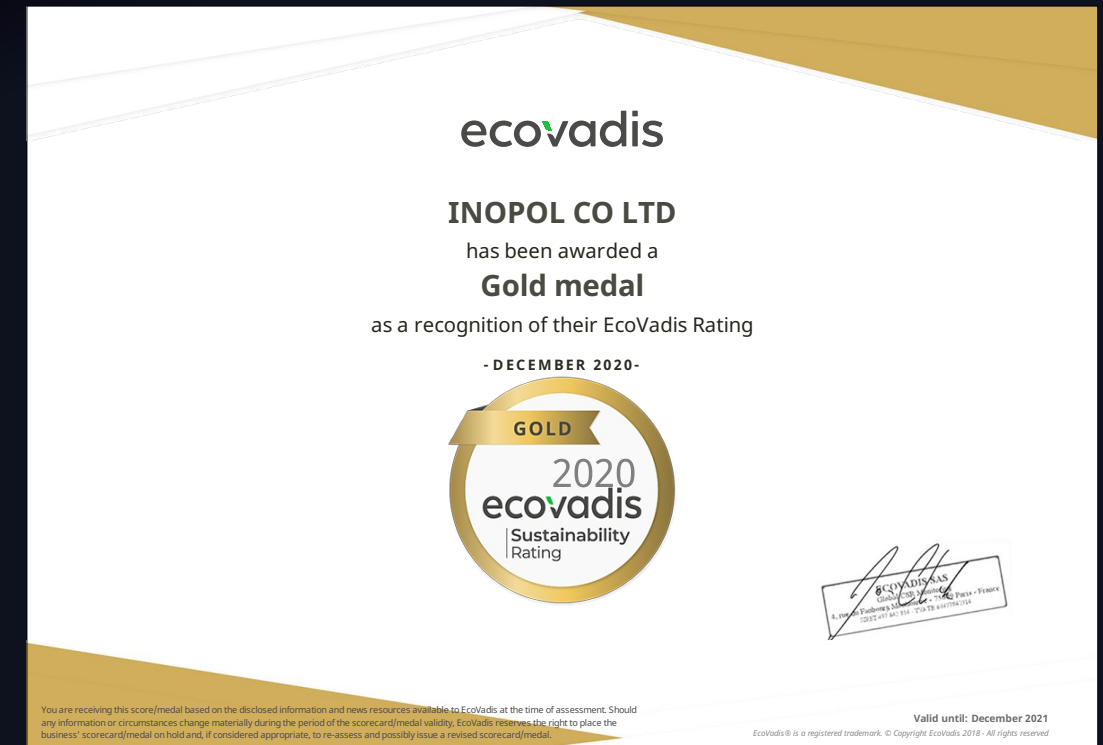 ecovadis
INOPOL CO LTD
has been awarded a
Gold medal
as a recognition of their EcoVadis Rating
- DECEMBER 2020-
GOLD
2020
ecovadis
Sustainability
Rating
ECOVADIS SAS
Global CSR Monitoring
Paris - France
You are receiving this score/medal based on the disclosed information and news resources available to EcoVadis at the time of assessment. Should
any information or circumstances change materially during the period of the scorecard/medal validity, EcoVadis reserves the right to place the
business' scorecard/medal on hold and, if considered appropriate, to re-assess and possibly issue a revised scorecard/medal.
Valid until: December 2021
EcoVadis® is a registered trademark. © Copyright EcoVadis 2018 - All rights reserved